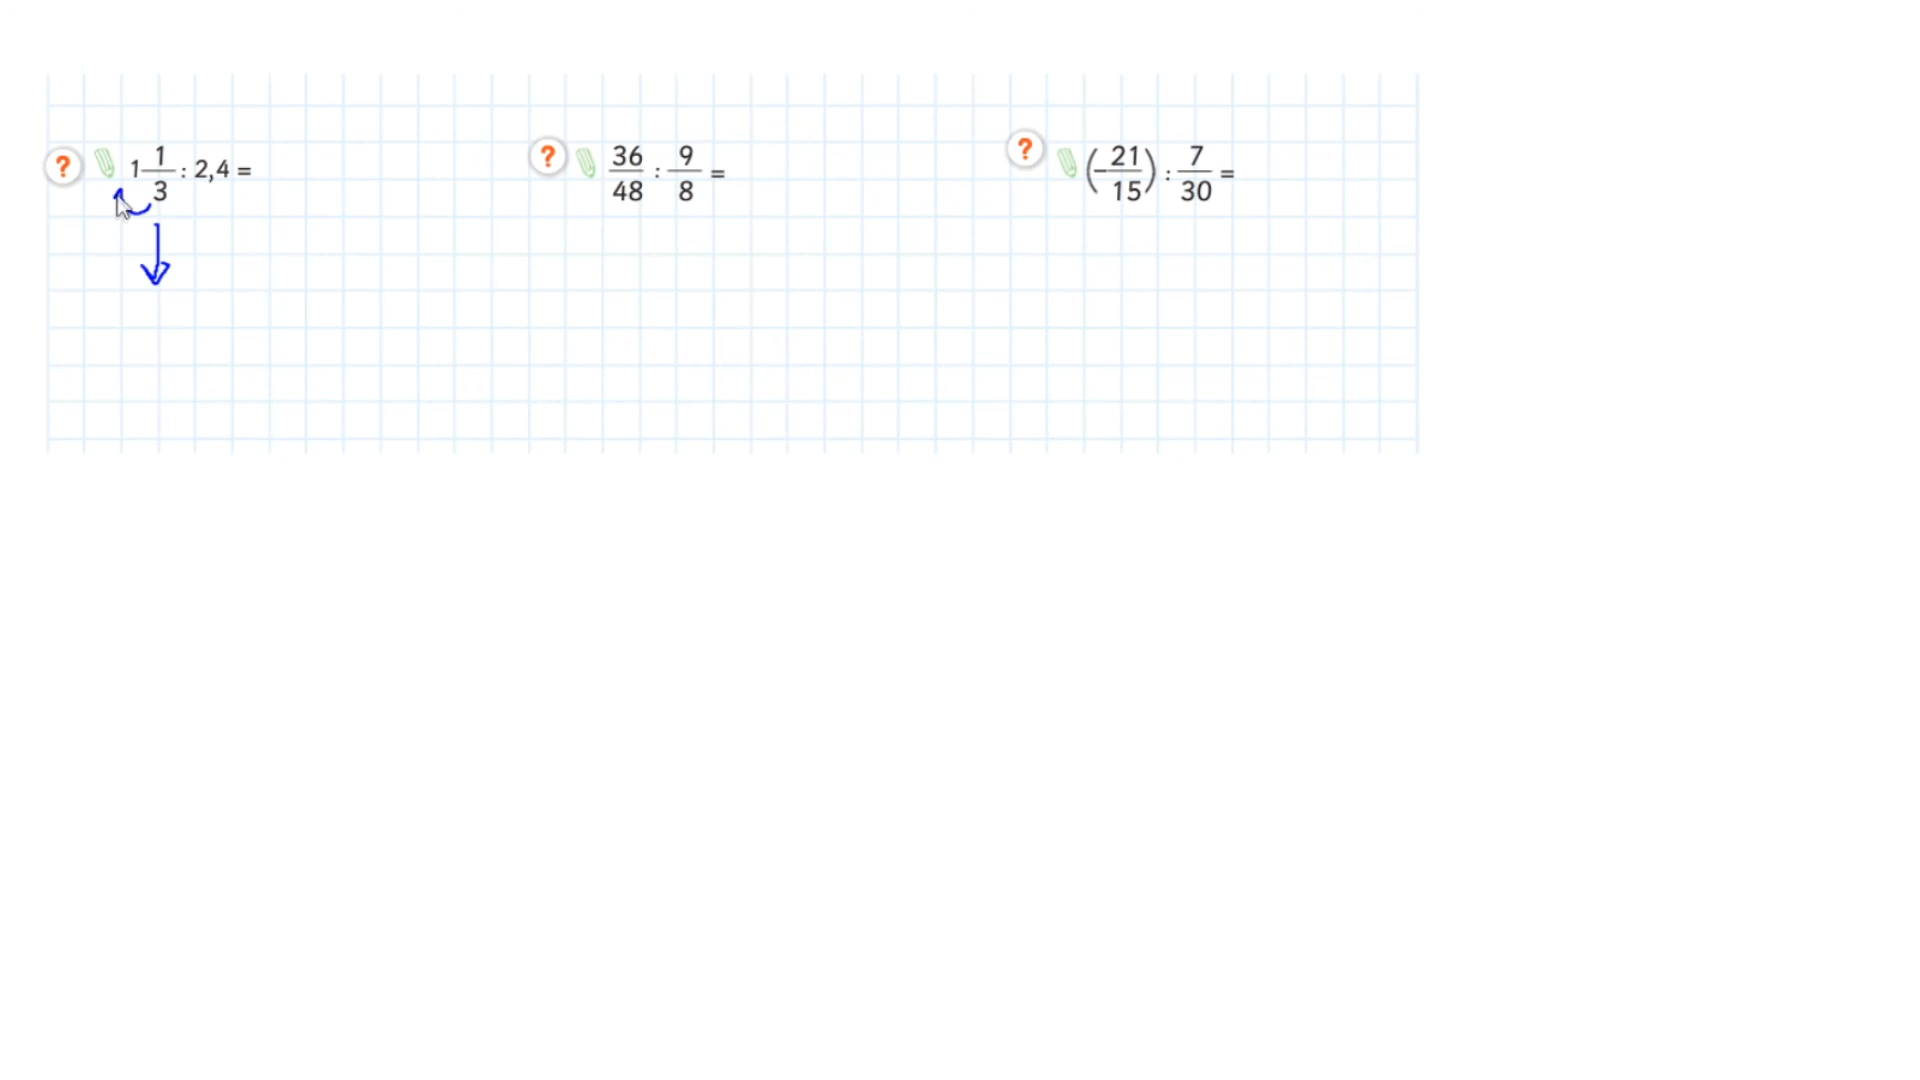 ? 1 1/3 : 2,4 =
? 36/48 : 9/8 =
? (-21/15) : 7/30 =